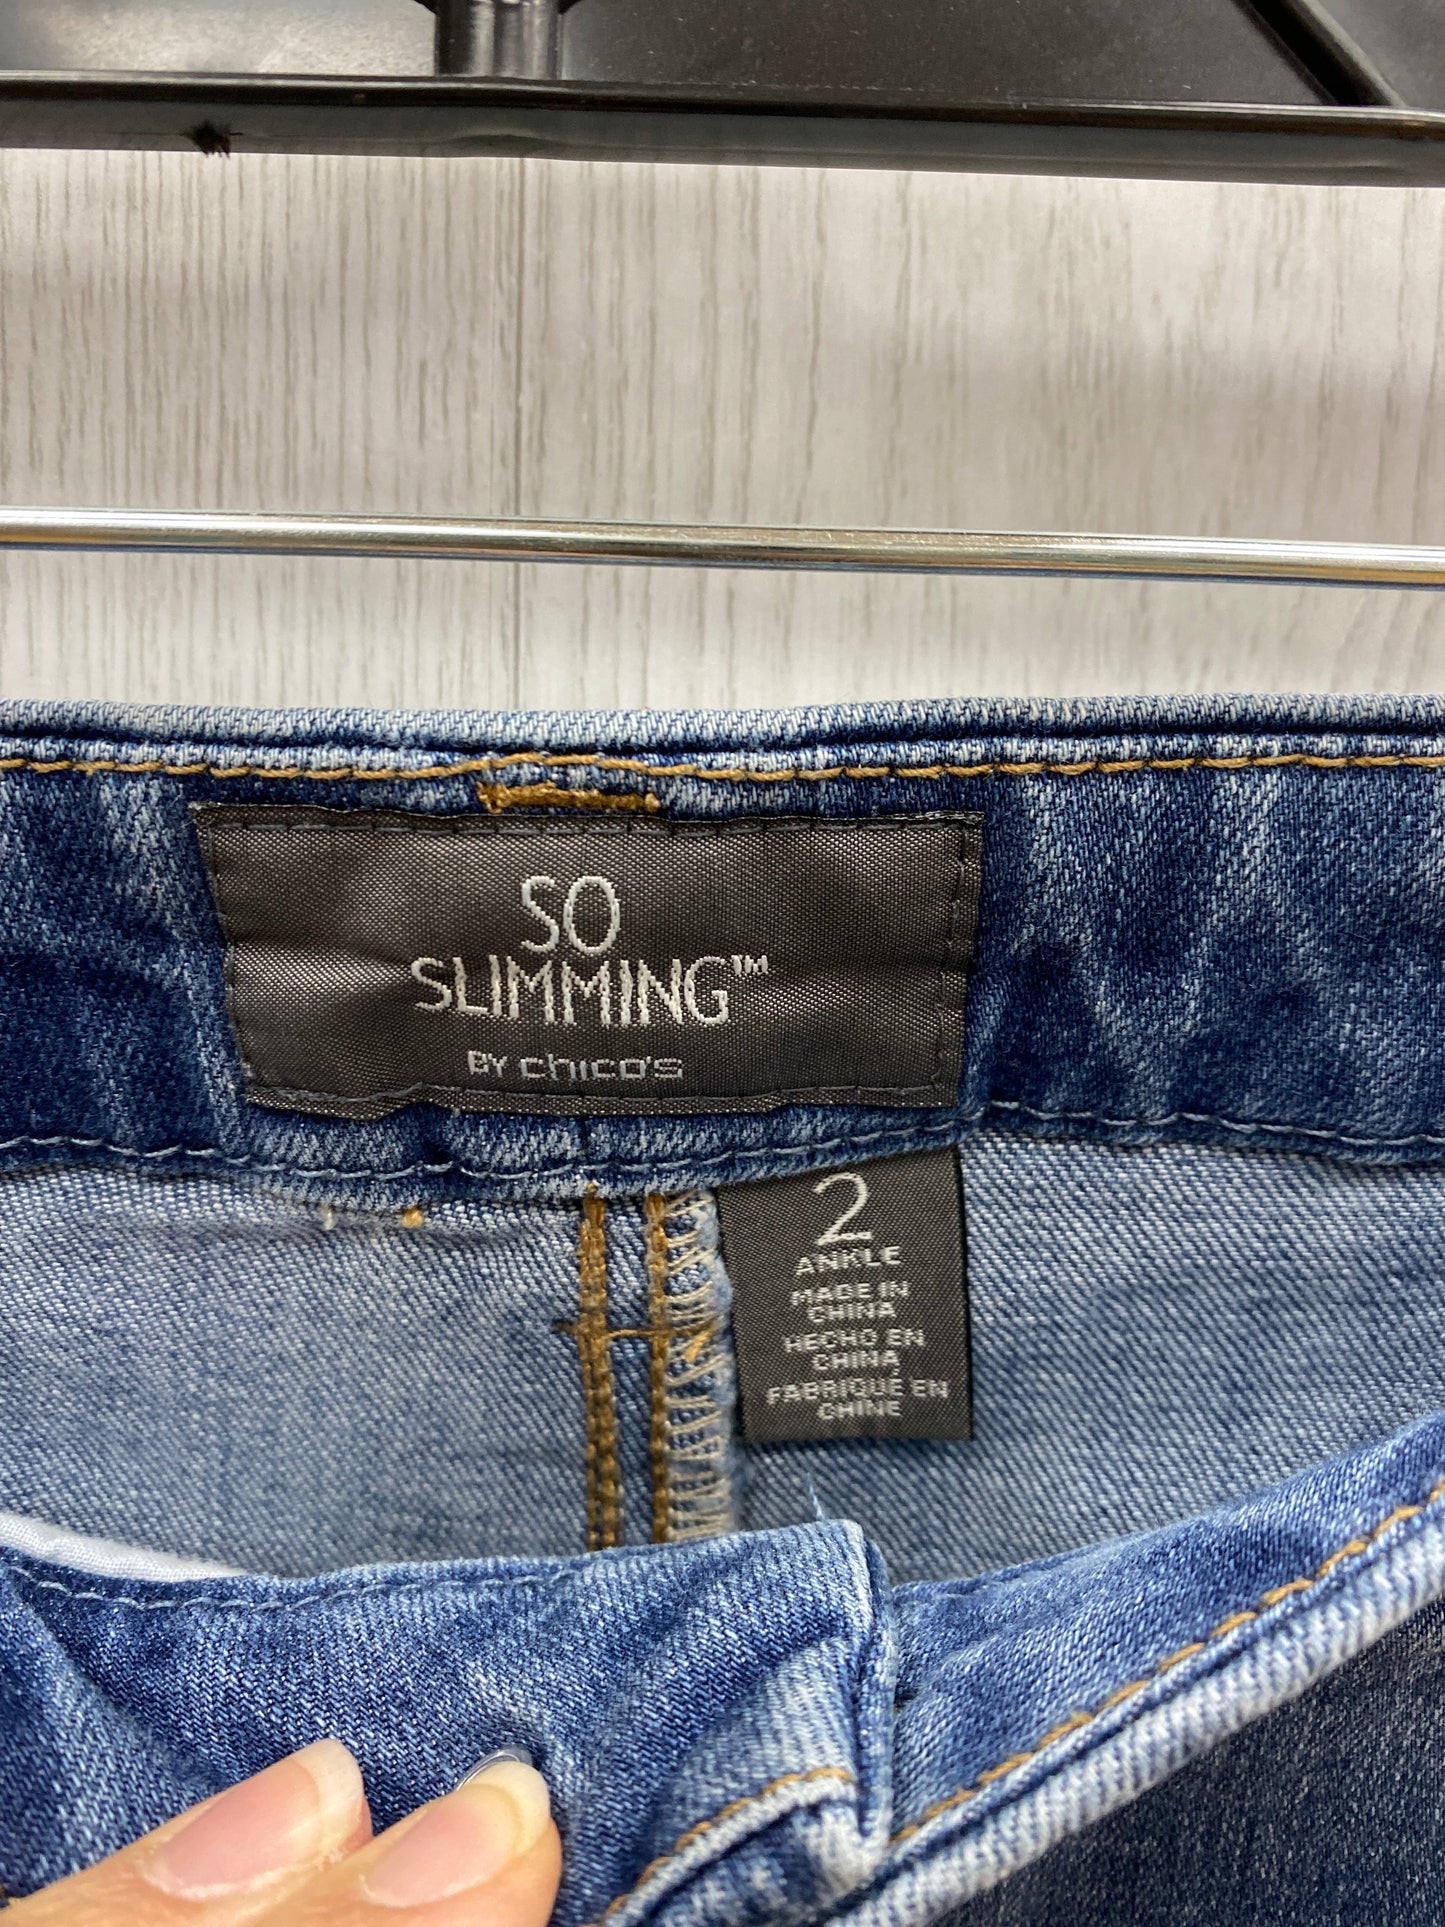 SO
SLIMMING™
BY chico's
2
ANKLE
MADE IN
CHINA
HECHO EN
CHINA
FABRIQUÉ EN
CHINE